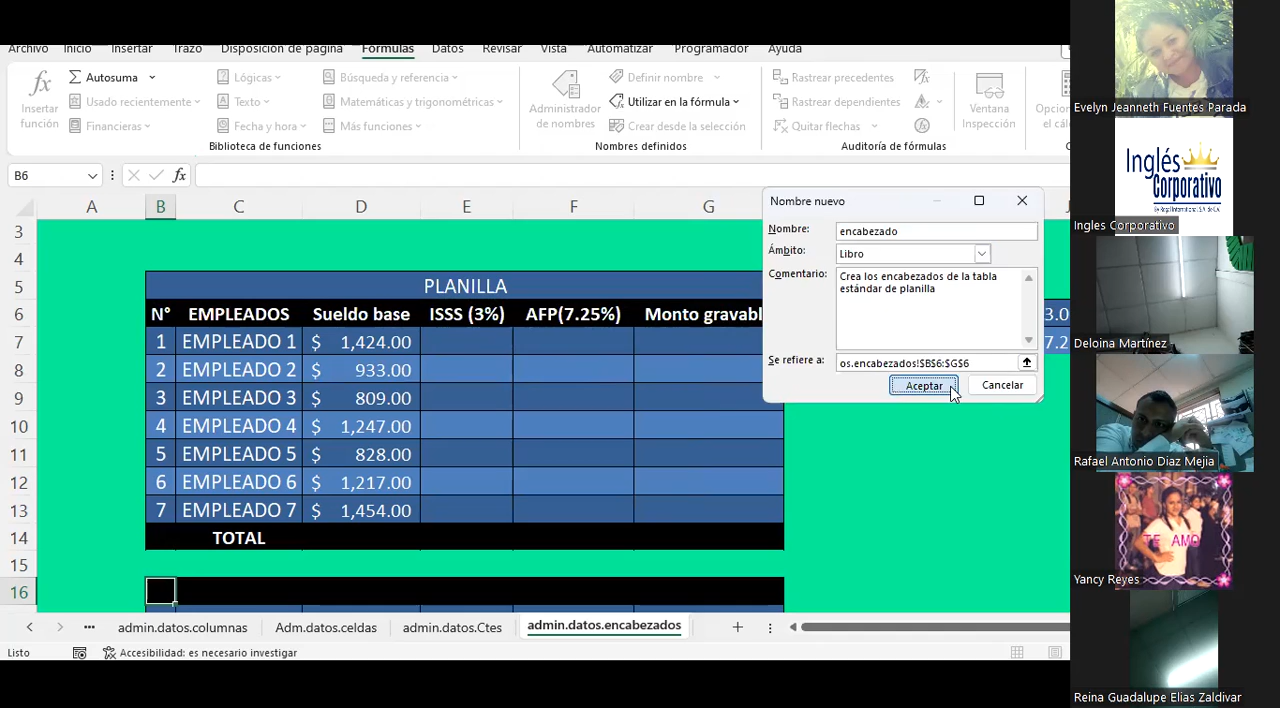 Archivo Inicio Insertar Trazo Disposición de página Fórmulas Datos Revisar Vista Automatizar Programador Ayuda
fx Insertar función
Autosuma
Usado recientemente
Financieras
Lógicas
Texto
Fecha y hora
Búsqueda y referencia
Matemáticas y trigonométricas
Más funciones
Biblioteca de funciones
Administrador de nombres
Definir nombre
Utilizar en la fórmula
Crear desde la selección
Nombres definidos
Rastrear precedentes
Rastrear dependientes
Quitar flechas
Auditoría de fórmulas
Ventana Inspección
B6
fx
A B C D E F G
3
4
5 PLANILLA
6 N° EMPLEADOS Sueldo base ISSS (3%) AFP(7.25%) Monto gravabl
7 1 EMPLEADO 1 $ 1,424.00
8 2 EMPLEADO 2 $ 933.00
9 3 EMPLEADO 3 $ 809.00
10 4 EMPLEADO 4 $ 1,247.00
11 5 EMPLEADO 5 $ 828.00
12 6 EMPLEADO 6 $ 1,217.00
13 7 EMPLEADO 7 $ 1,454.00
14 TOTAL
15
16
Nombre nuevo
Nombre: encabezado
Ámbito: Libro
Comentario: Crea los encabezados de la tabla
estándar de planilla
Se refiere a: os.encabezados!$B$6:$G$6
Aceptar Cancelar
admin.datos.columnas Adm.datos.celdas admin.datos.Ctes admin.datos.encabezados
Listo Accesibilidad: es necesario investigar
Evelyn Jeanneth Fuentes Parada
Inglés
Corporativo
Ingles Corporativo
Deloina Martínez
Rafael Antonio Diaz Mejia
TE AMO
Yancy Reyes
Reina Guadalupe Elias Zaldivar